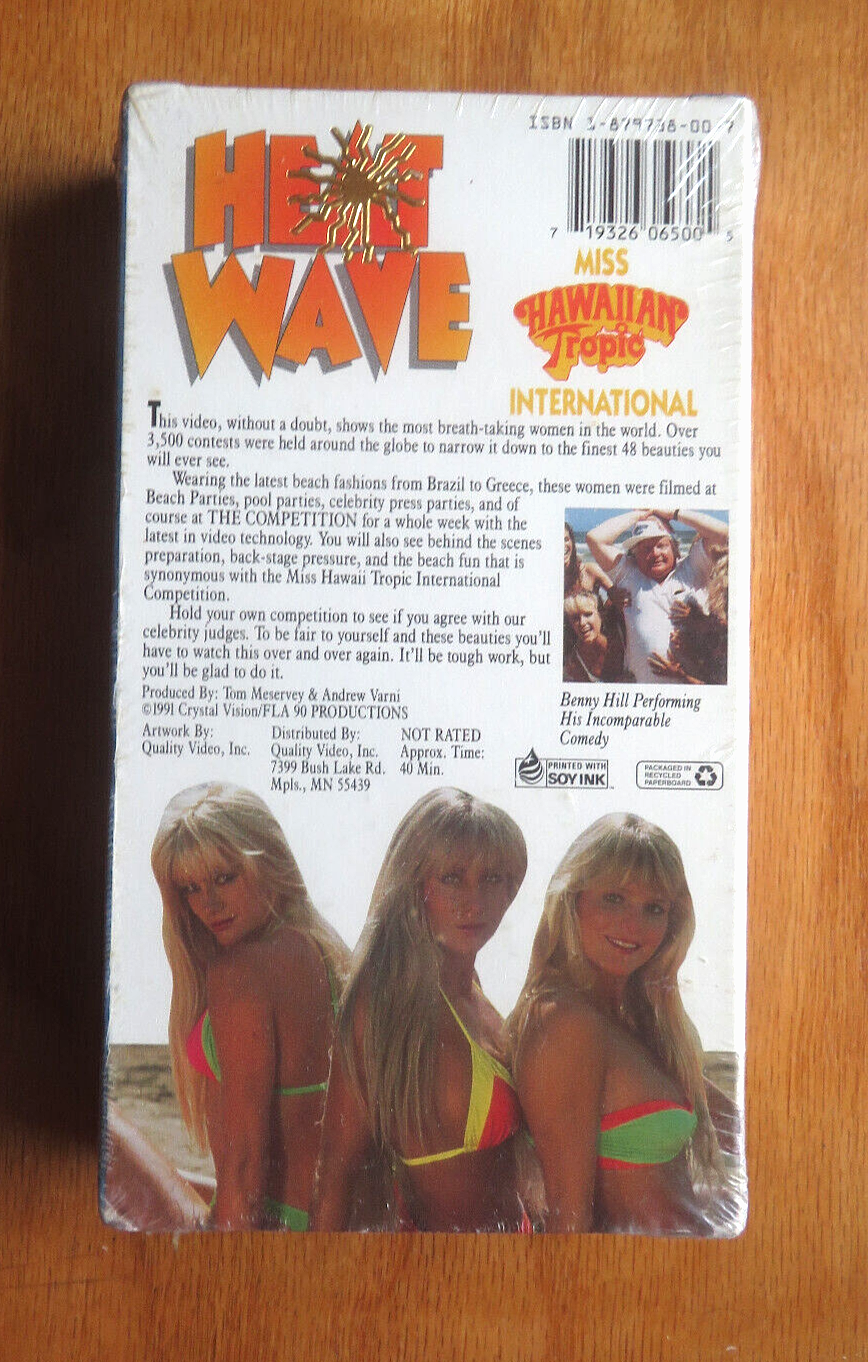 HEAT
WAVE
ISBN 1-879738-00-7
7 19326 06500 5
MISS
HAWAIIAN
Tropic
INTERNATIONAL
This video, without a doubt, shows the most breath-taking women in the world. Over
3,500 contests were held around the globe to narrow it down to the finest 48 beauties you
will ever see.
Wearing the latest beach fashions from Brazil to Greece, these women were filmed at
Beach Parties, pool parties, celebrity press parties, and of
course at THE COMPETITION for a whole week with the
latest in video technology. You will also see behind the scenes
preparation, back-stage pressure, and the beach fun that is
synonymous with the Miss Hawaii Tropic International
Competition.
Hold your own competition to see if you agree with our
celebrity judges. To be fair to yourself and these beauties you'll
have to watch this over and over again. It'll be tough work, but
you'll be glad to do it.
Produced By: Tom Meservey & Andrew Varni
©1991 Crystal Vision/FLA 90 PRODUCTIONS
Artwork By:
Quality Video, Inc.
Distributed By:
Quality Video, Inc.
7399 Bush Lake Rd.
Mpls., MN 55439
NOT RATED
Approx. Time:
40 Min.
Benny Hill Performing
His Incomparable
Comedy
PRINTED WITH
SOY INK
PACKAGED IN
RECYCLED
PAPERBOARD